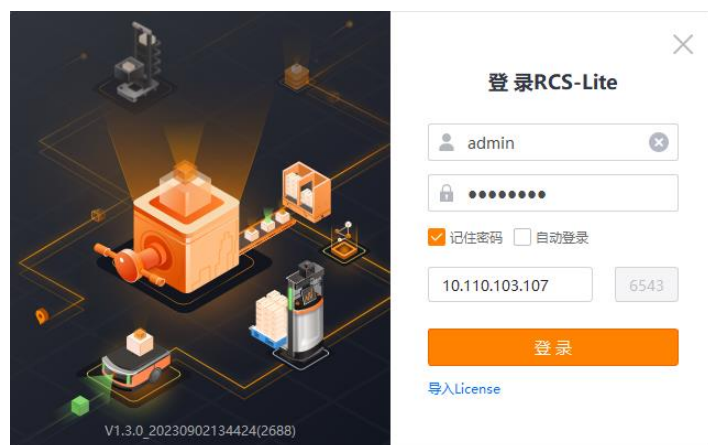 登 录RCS-Lite
admin
●●●●●●●●
记住密码 自动登录
10.110.103.107 6543
登 录
导入License
V1.3.0_20230902134424(2688)